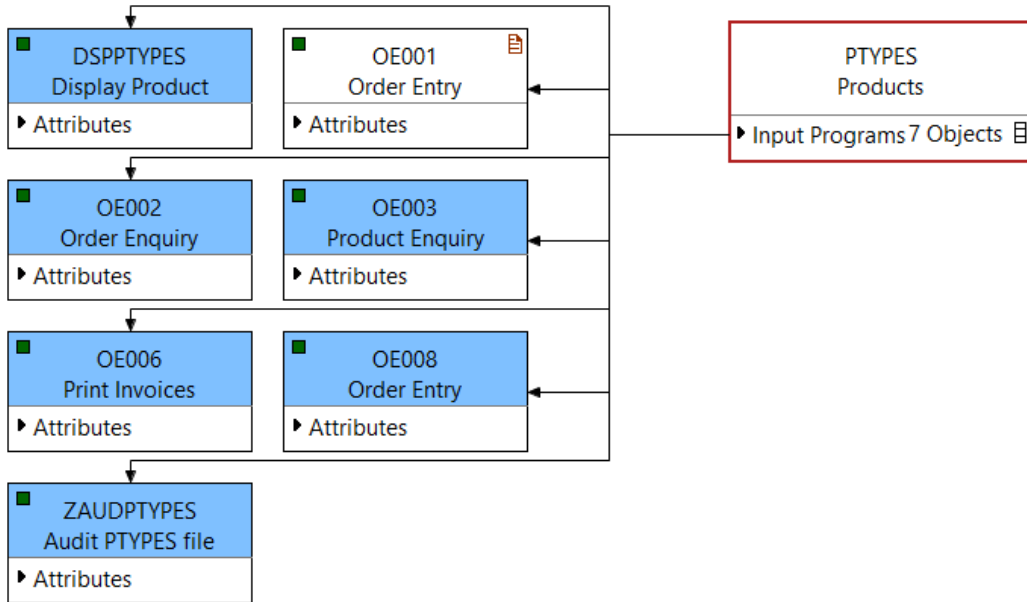 DSPPTYPES
Display Product
Attributes
OE001
Order Entry
Attributes
PTYPES
Products
Input Programs 7 Objects
OE002
Order Enquiry
Attributes
OE003
Product Enquiry
Attributes
OE006
Print Invoices
Attributes
OE008
Order Entry
Attributes
ZAUDPTYPES
Audit PTYPES file
Attributes